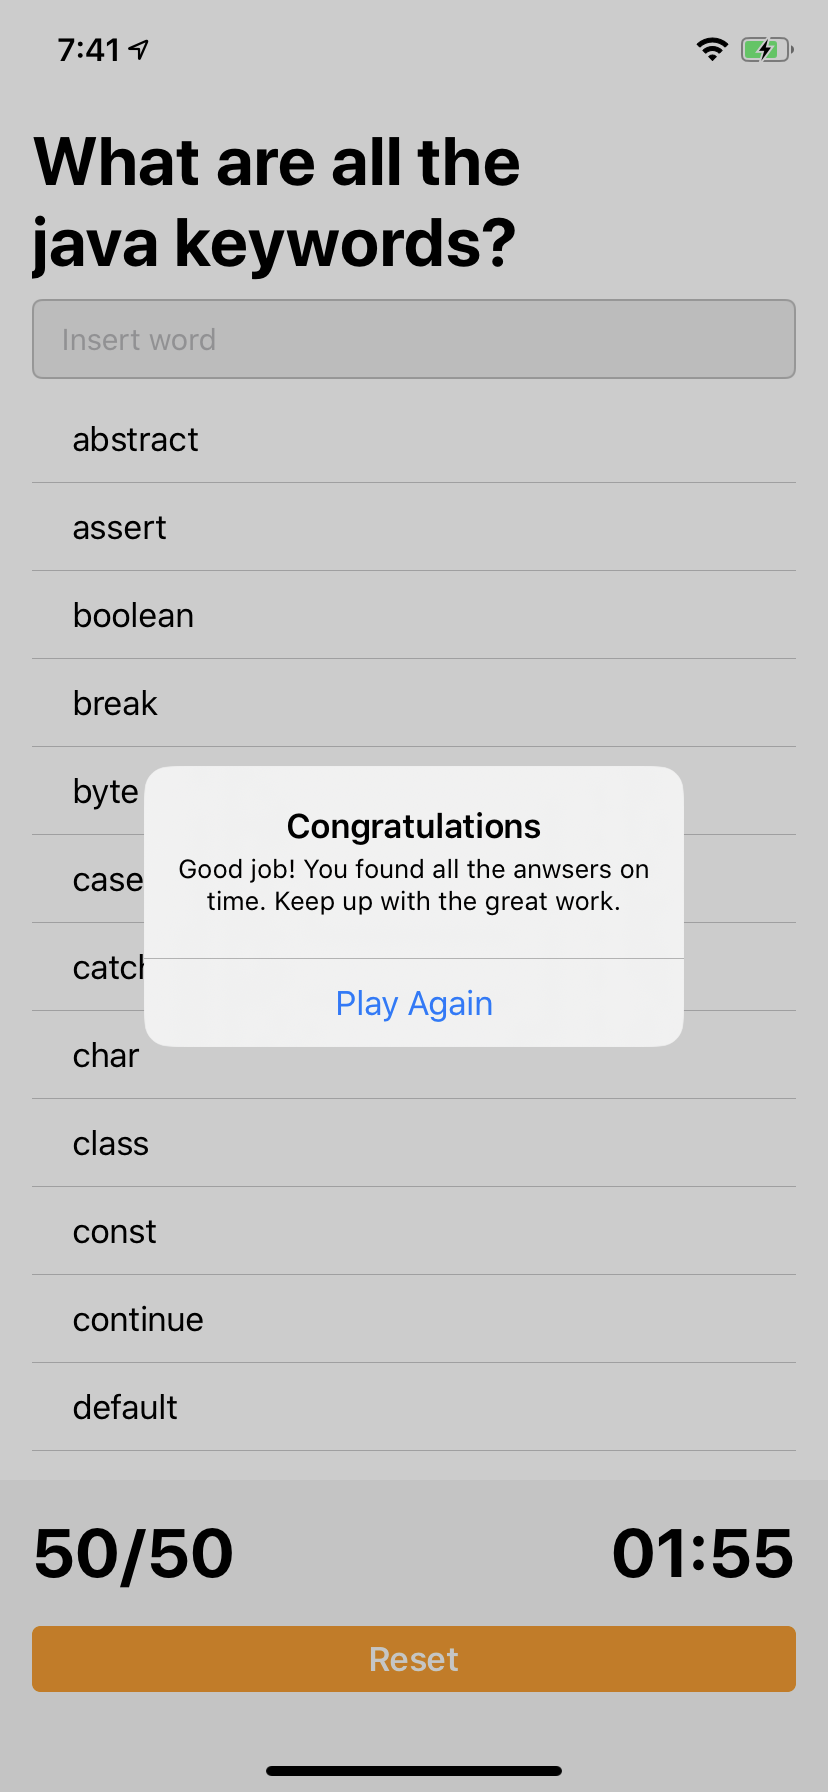 7:41
What are all the
java keywords?
Insert word
abstract
assert
boolean
break
byte
case
Congratulations
Good job! You found all the anwsers on
time. Keep up with the great work.
catch
Play Again
char
class
const
continue
default
50/50
01:55
Reset